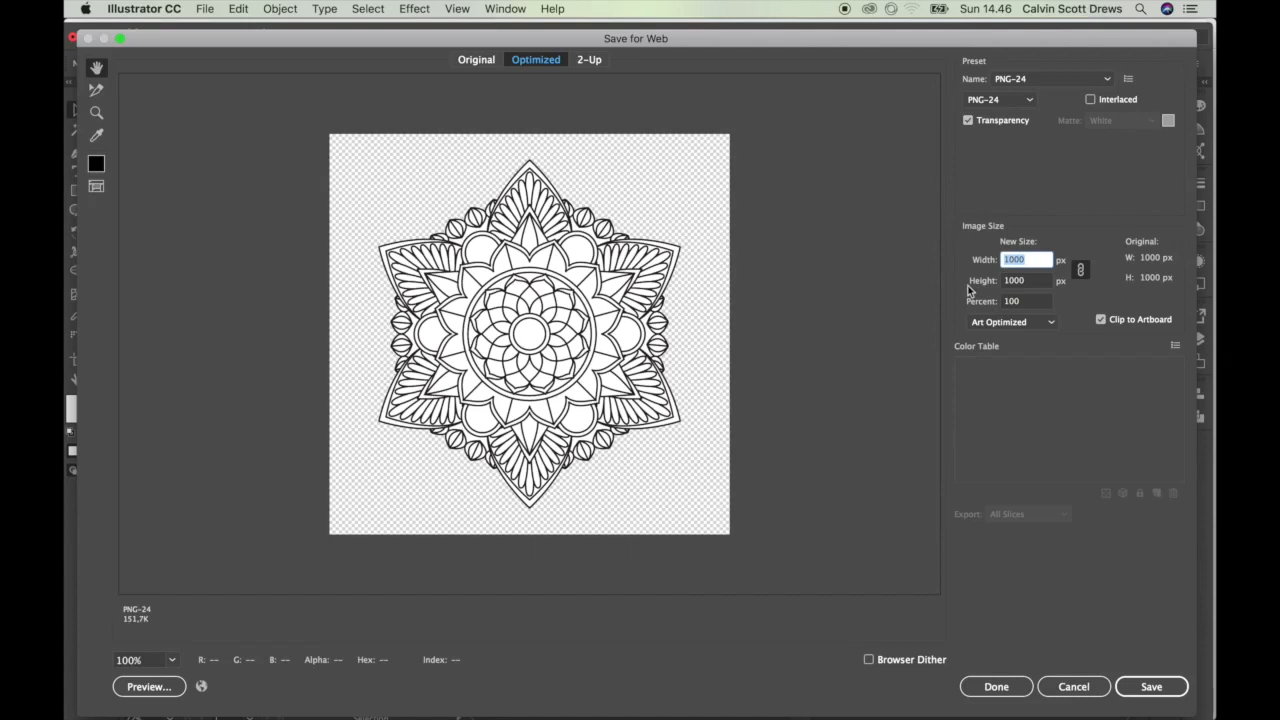 Illustrator CC File Edit Object Type Select Effect View Window Help Sun 14.46 Calvin Scott Drews
Save for Web
Original Optimized 2-Up
Preset
Name: PNG-24
PNG-24 Interlaced
Transparency Matte: White
Image Size
New Size: Original:
Width: 1000 px W: 1000 px
Height: 1000 px H: 1000 px
Percent: 100
Art Optimized Clip to Artboard
Color Table
Export: All Slices
PNG-24
151,7K
100% R: -- G: -- B: -- Alpha: -- Hex: -- Index: -- Browser Dither
Preview... Done Cancel Save